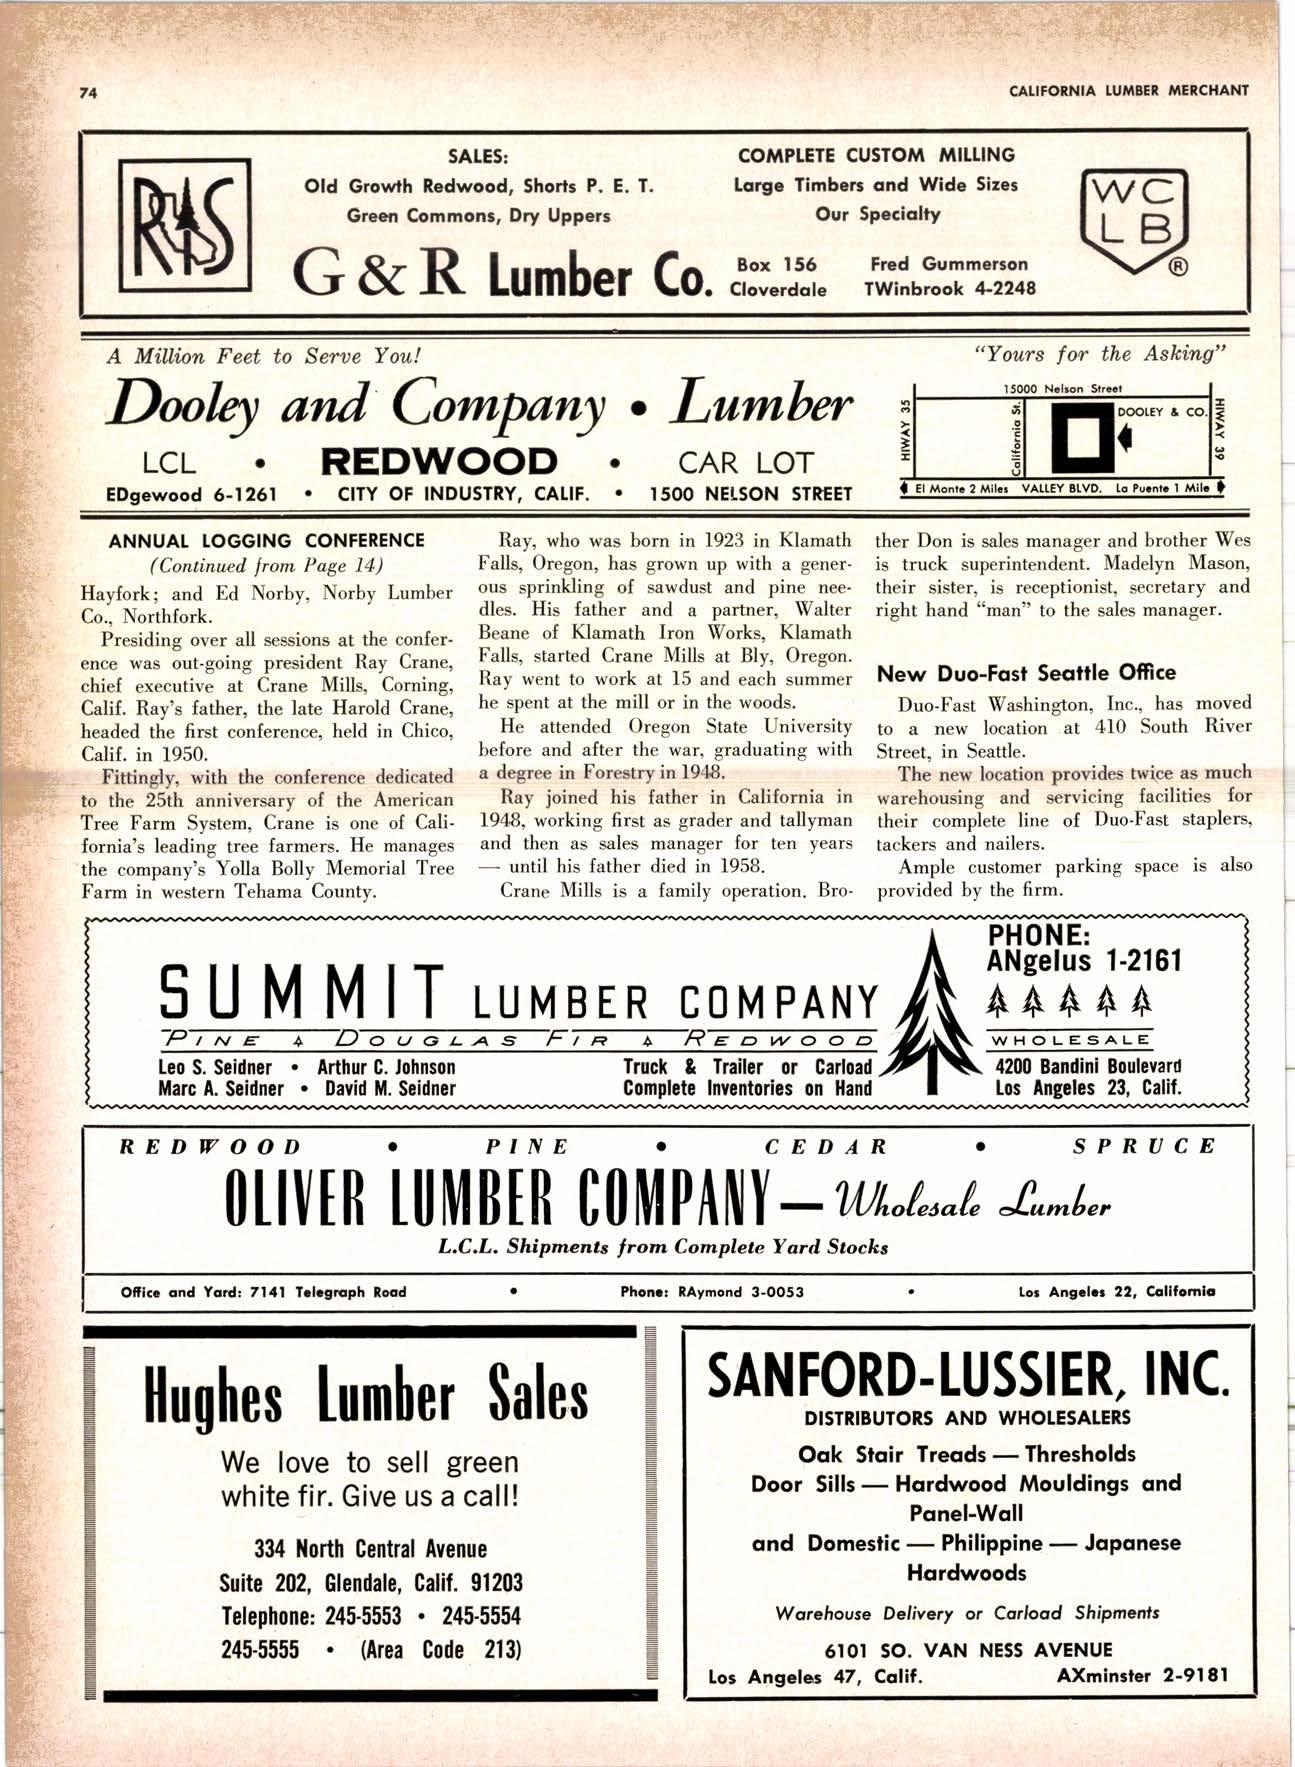 74
CALIFORNIA LUMBER MERCHANT
RIS
SALES:
Old Growth Redwood, Shorts P. E. T.
Green Commons, Dry Uppers
COMPLETE CUSTOM MILLING
Large Timbers and Wide Sizes
Our Specialty
WC
LB
®
G & R Lumber Co.
Box 156
Cloverdale
Fred Gummerson
TWinbrook 4-2248
A Million Feet to Serve You!
"Yours for the Asking"
Dooley and Company • Lumber
LCL • REDWOOD • CAR LOT
EDgewood 6-1261 • CITY OF INDUSTRY, CALIF. • 1500 NELSON STREET
15000 Nelson Street
HIWAY 35
California St.
DOOLEY & CO.
HIWAY 39
El Monte 2 Miles VALLEY BLVD. La Puente 1 Mile
ANNUAL LOGGING CONFERENCE
(Continued from Page 14)
Hayfork; and Ed Norby, Norby Lumber
Co., Northfork.
Presiding over all sessions at the confer-
ence was out-going president Ray Crane,
chief executive at Crane Mills, Corning,
Calif. Ray's father, the late Harold Crane,
headed the first conference, held in Chico,
Calif. in 1950.
Fittingly, with the conference dedicated
to the 25th anniversary of the American
Tree Farm System, Crane is one of Cali-
fornia's leading tree farmers. He manages
the company's Yolla Bolly Memorial Tree
Farm in western Tehama County.
Ray, who was born in 1923 in Klamath
Falls, Oregon, has grown up with a gener-
ous sprinkling of sawdust and pine nee-
dles. His father and a partner, Walter
Beane of Klamath Iron Works, Klamath
Falls, started Crane Mills at Bly, Oregon.
Ray went to work at 15 and each summer
he spent at the mill or in the woods.
He attended Oregon State University
before and after the war, graduating with
a degree in Forestry in 1948.
Ray joined his father in California in
1948, working first as grader and tallyman
and then as sales manager for ten years
— until his father died in 1958.
Crane Mills is a family operation. Bro-
ther Don is sales manager and brother Wes
is truck superintendent. Madelyn Mason,
their sister, is receptionist, secretary and
right hand "man" to the sales manager.
New Duo-Fast Seattle Office
Duo-Fast Washington, Inc., has moved
to a new location at 410 South River
Street, in Seattle.
The new location provides twice as much
warehousing and servicing facilities for
their complete line of Duo-Fast staplers,
tackers and nailers.
Ample customer parking space is also
provided by the firm.
SUMMIT LUMBER COMPANY
PINE DOUGLAS FIR REDWOOD
Leo S. Seidner • Arthur C. Johnson
Marc A. Seidner • David M. Seidner
Truck & Trailer or Carload
Complete Inventories on Hand
PHONE:
ANgelus 1-2161
WHOLESALE
4200 Bandini Boulevard
Los Angeles 23, Calif.
REDWOOD • PINE • CEDAR • SPRUCE
OLIVER LUMBER COMPANY — Wholesale Lumber
L.C.L. Shipments from Complete Yard Stocks
Office and Yard: 7141 Telegraph Road • Phone: RAymond 3-0053 • Los Angeles 22, California
Hughes Lumber Sales
We love to sell green
white fir. Give us a call!
334 North Central Avenue
Suite 202, Glendale, Calif. 91203
Telephone: 245-5553 • 245-5554
245-5555 • (Area Code 213)
SANFORD-LUSSIER, INC.
DISTRIBUTORS AND WHOLESALERS
Oak Stair Treads — Thresholds
Door Sills — Hardwood Mouldings and
Panel-Wall
and Domestic — Philippine — Japanese
Hardwoods
Warehouse Delivery or Carload Shipments
6101 SO. VAN NESS AVENUE
Los Angeles 47, Calif. AXminster 2-9181